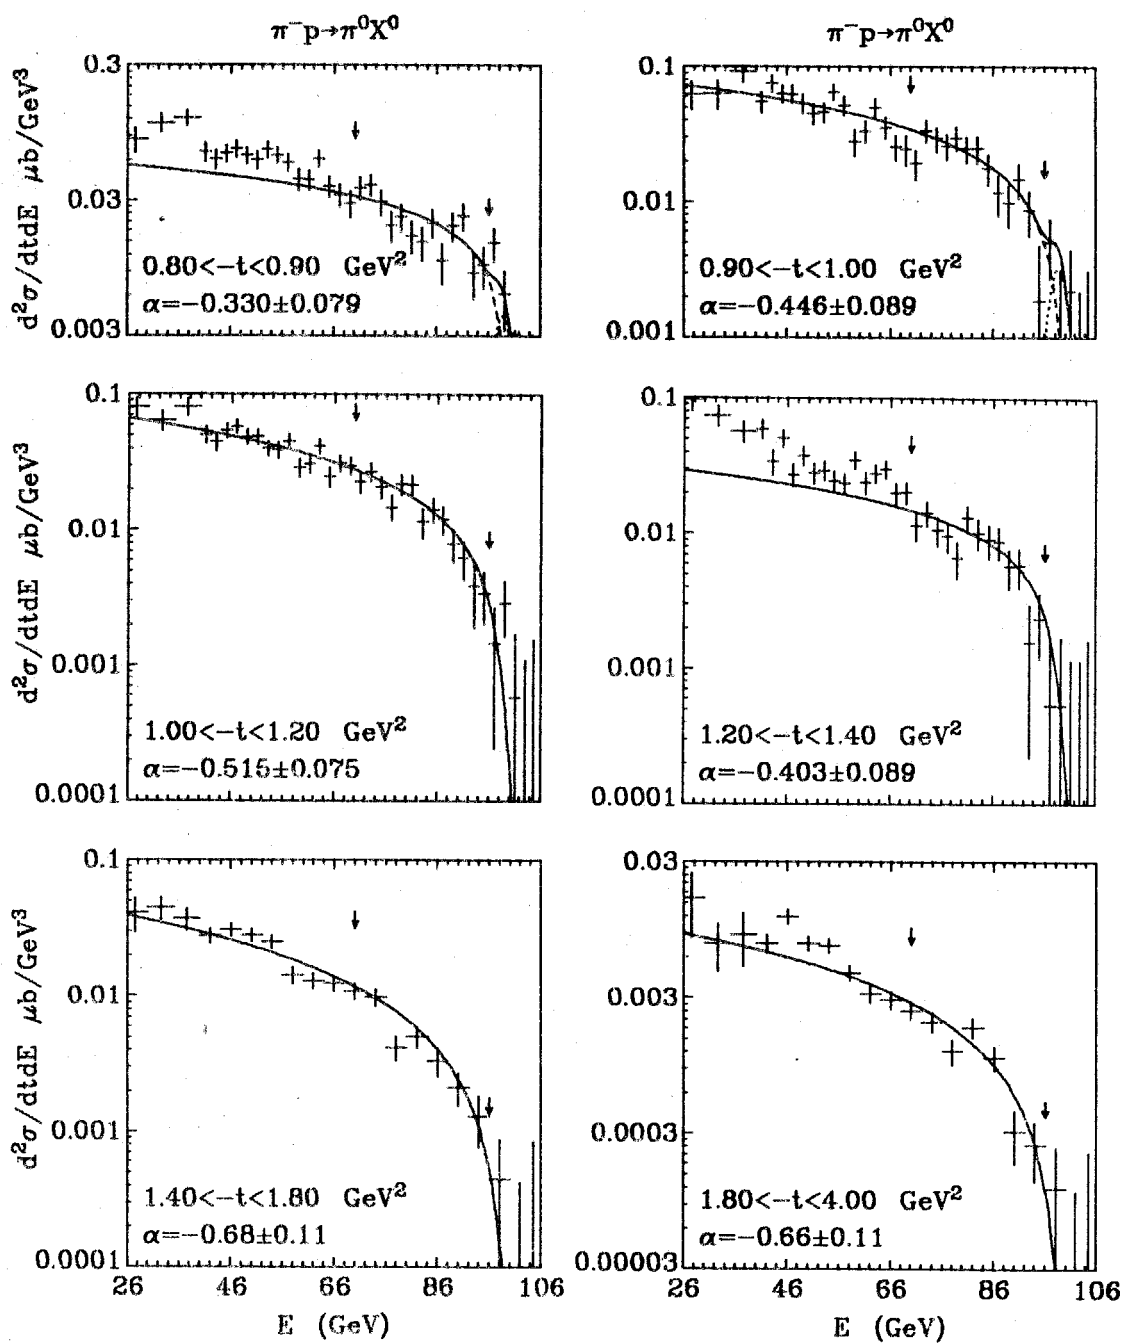 π⁻p→π⁰X⁰
π⁻p→π⁰X⁰
d²σ/dtdE μb/GeV³
0.3
0.03
0.003
0.80<-t<0.90 GeV²
α=-0.330±0.079
0.1
0.01
0.001
0.90<-t<1.00 GeV²
α=-0.446±0.089
d²σ/dtdE μb/GeV³
0.1
0.01
0.001
0.0001
1.00<-t<1.20 GeV²
α=-0.515±0.075
0.1
0.01
0.001
0.0001
1.20<-t<1.40 GeV²
α=-0.403±0.089
d²σ/dtdE μb/GeV³
0.1
0.01
0.001
0.0001
1.40<-t<1.80 GeV²
α=-0.68±0.11
26 46 66 86 106
E (GeV)
0.03
0.003
0.0003
0.00003
1.80<-t<4.00 GeV²
α=-0.66±0.11
26 46 66 86 106
E (GeV)